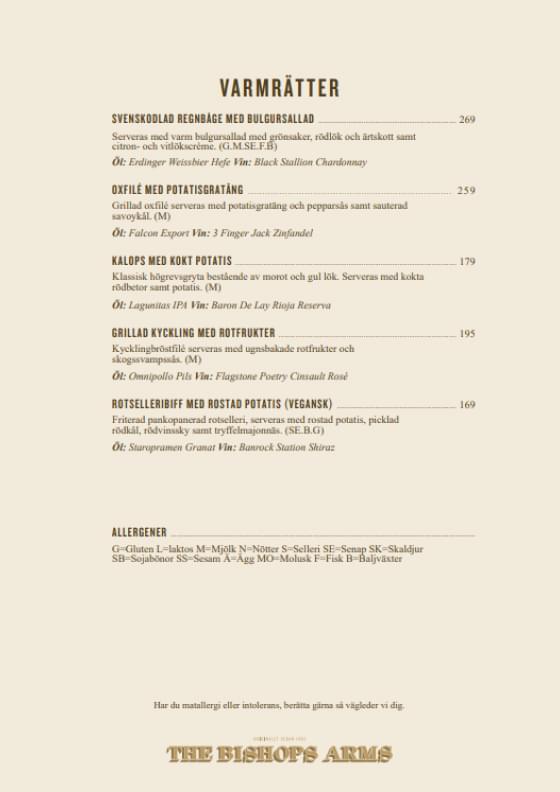 VARMRÄTTER
SVENSKODLAD REGNBÅGE MED BULGURSALLAD 269
Serveras med varm bulgursallad med grönsaker, rödlök och ärtskott samt
citron- och vitlökscrème. (G.M.SE.F.B)
Öl: Erdinger Weissbier Hefe Vin: Black Stallion Chardonnay
OXFILÉ MED POTATISGRATÄNG 259
Grillad oxfilé serveras med potatisgratäng och pepparsås samt sauterad
savoykål. (M)
Öl: Falcon Export Vin: 3 Finger Jack Zinfandel
KALOPS MED KOKT POTATIS 179
Klassisk högrevsgryta bestående av morot och gul lök. Serveras med kokta
rödbetor samt potatis. (M)
Öl: Lagunitas IPA Vin: Baron De Lay Rioja Reserva
GRILLAD KYCKLING MED ROTFRUKTER 195
Kycklingbröstfilé serveras med ugnsbakade rotfrukter och
skogssvampssås. (M)
Öl: Omnipollo Pils Vin: Flagstone Poetry Cinsault Rosé
ROTSELLERIBIFF MED ROSTAD POTATIS (VEGANSK) 169
Friterad pankopanerad rotselleri, serveras med rostad potatis, picklad
rödkål, rödvinssky samt tryffelmajonnäs. (SE.B.G)
Öl: Staropramen Granat Vin: Banrock Station Shiraz
ALLERGENER
G=Gluten L=laktos M=Mjölk N=Nötter S=Selleri SE=Senap SK=Skaldjur
SB=Sojabönor SS=Sesam Ä=Ägg MO=Molusk F=Fisk B=Baljväxter
Har du matallergi eller intolerans, berätta gärna så vägleder vi dig.
THE BISHOPS ARMS